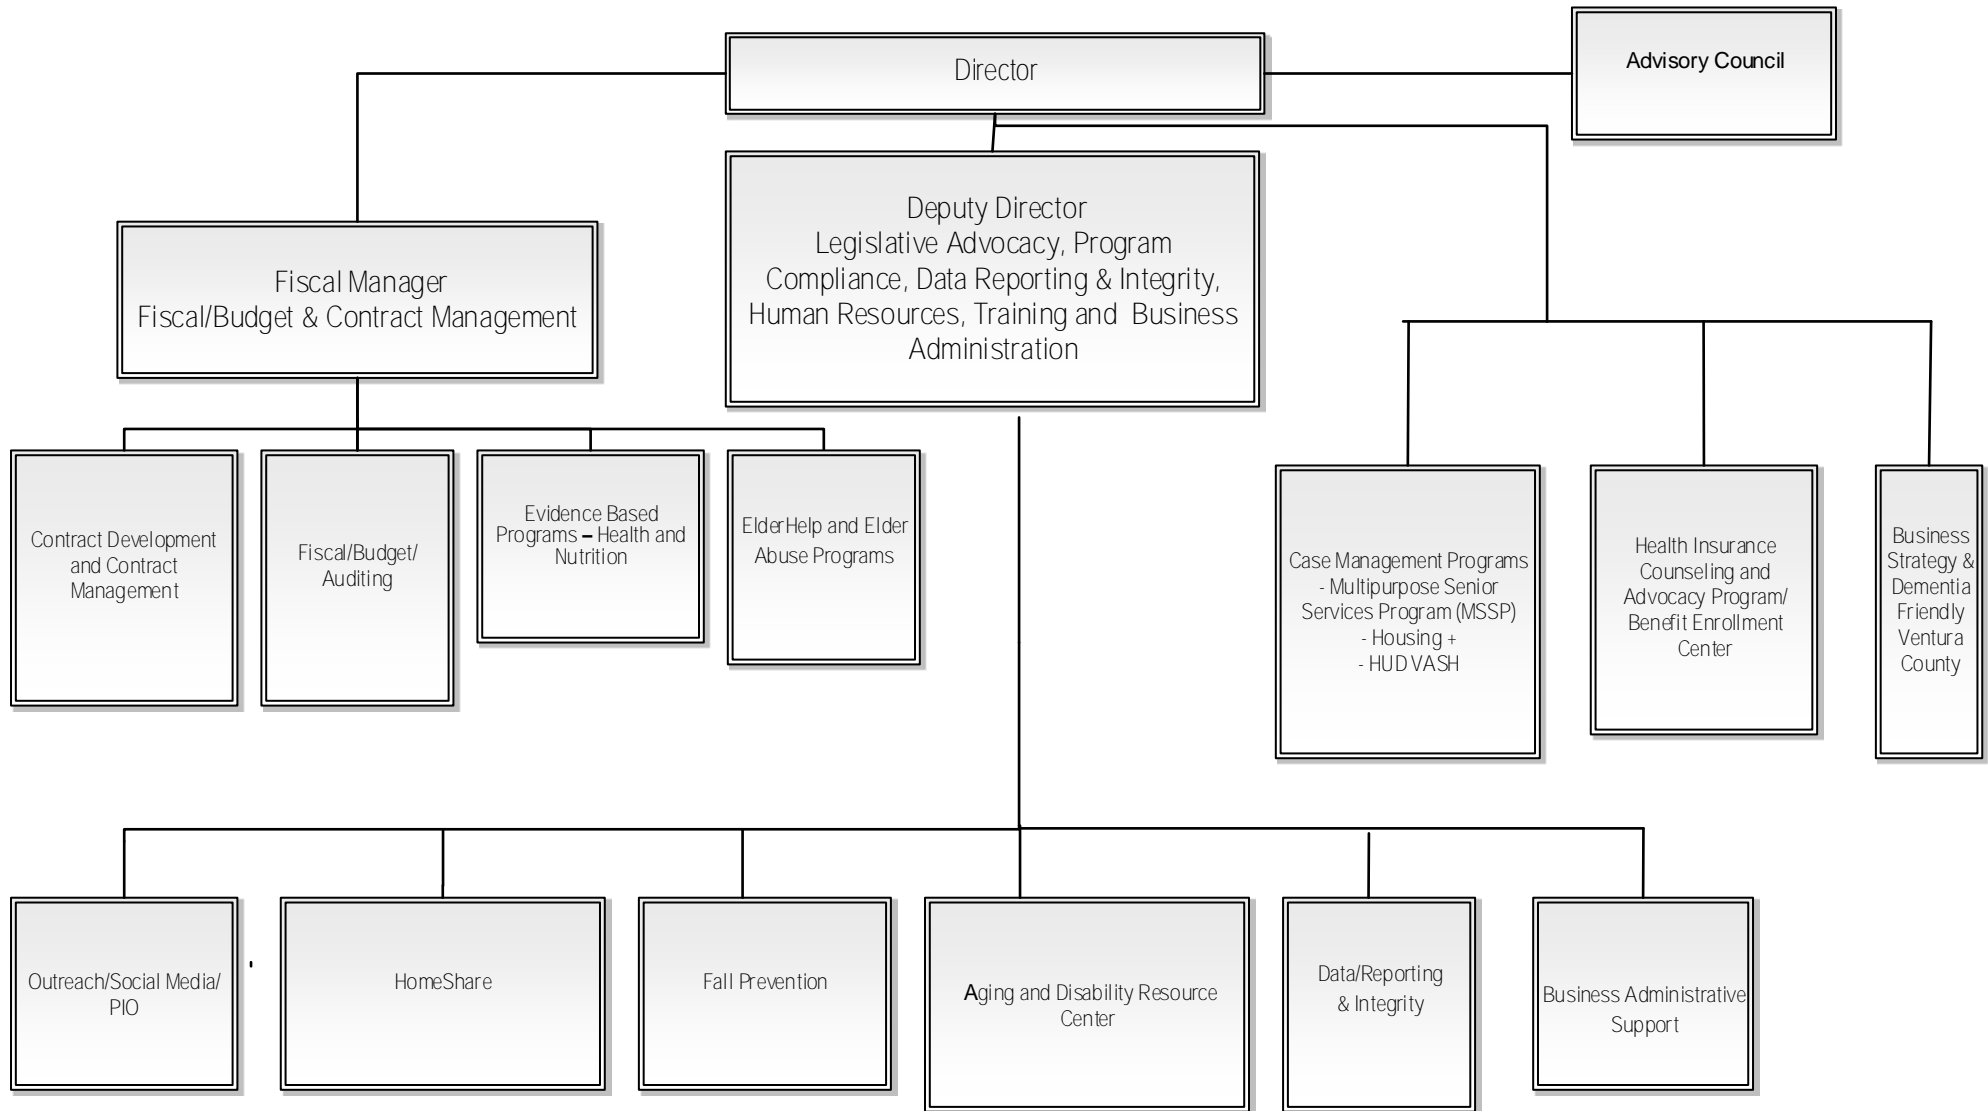 Director
Advisory Council
Deputy Director
Legislative Advocacy, Program
Compliance, Data Reporting & Integrity,
Human Resources, Training and Business
Administration
Fiscal Manager
Fiscal/Budget & Contract Management
Contract Development
and Contract
Management
Fiscal/Budget/
Auditing
Evidence Based
Programs – Health and
Nutrition
ElderHelp and Elder
Abuse Programs
Case Management Programs
- Multipurpose Senior
Services Program (MSSP)
- Housing +
- HUD VASH
Health Insurance
Counseling and
Advocacy Program/
Benefit Enrollment
Center
Business
Strategy &
Dementia
Friendly
Ventura
County
Outreach/Social Media/
PIO
HomeShare
Fall Prevention
Aging and Disability Resource
Center
Data/Reporting
& Integrity
Business Administrative
Support